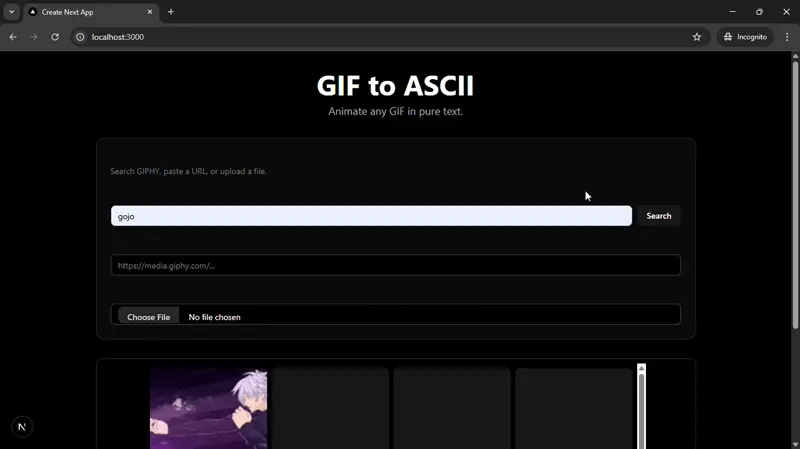 Create Next App
localhost:3000
Incognito
GIF to ASCII
Animate any GIF in pure text.
Search GIPHY, paste a URL, or upload a file.
gojo
Search
https://media.giphy.com/...
Choose File No file chosen
N